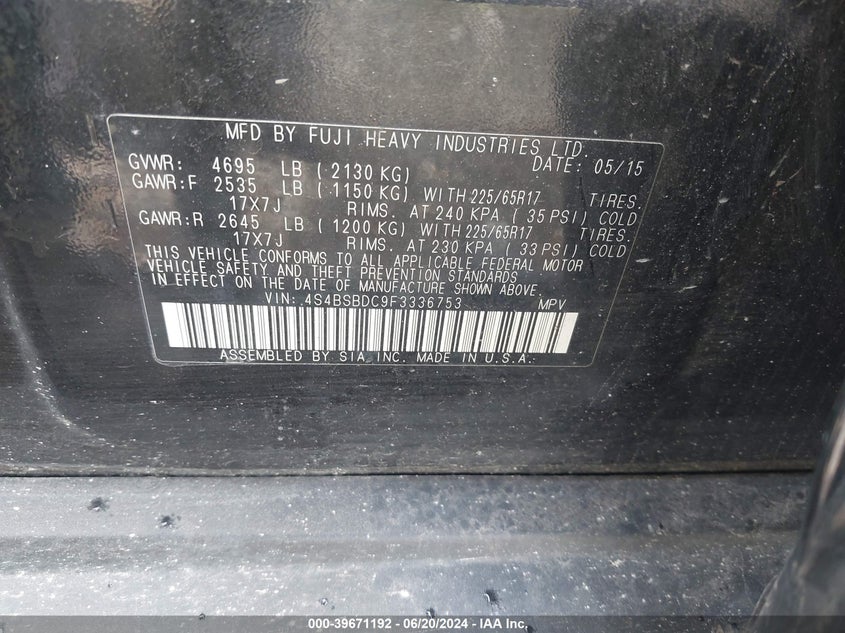 MFD BY FUJI HEAVY INDUSTRIES LTD.
DATE: 05/15
GVWR: 4695 LB (2130 KG)
GAWR:F 2535 LB (1150 KG) WITH 225/65R17 TIRES.
17X7J RIMS. AT 240 KPA (35 PSI) COLD
GAWR:R 2645 LB (1200 KG) WITH 225/65R17 TIRES.
17X7J RIMS. AT 230 KPA (33 PSI) COLD
THIS VEHICLE CONFORMS TO ALL APPLICABLE FEDERAL MOTOR
VEHICLE SAFETY AND THEFT PREVENTION STANDARDS
IN EFFECT ON THE DATE OF MANUFACTURE SHOWN ABOVE.
VIN: 4S4BSBDC9F3336753 MPV
ASSEMBLED BY SIA,INC. MADE IN U.S.A.
000-39671192 - 06/20/2024 - IAA Inc.